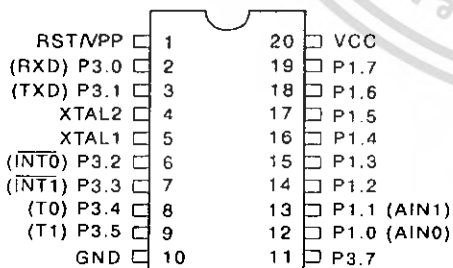 RST/VPP 1 20 VCC
(RXD) P3.0 2 19 P1.7
(TXD) P3.1 3 18 P1.6
XTAL2 4 17 P1.5
XTAL1 5 16 P1.4
(INT0) P3.2 6 15 P1.3
(INT1) P3.3 7 14 P1.2
(T0) P3.4 8 13 P1.1 (AIN1)
(T1) P3.5 9 12 P1.0 (AIN0)
GND 10 11 P3.7